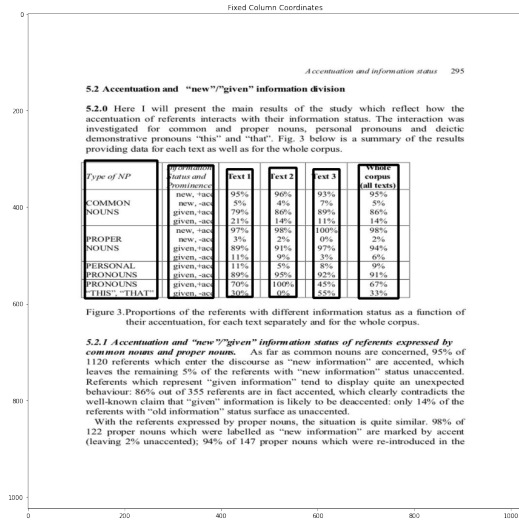 Fixed Column Coordinates
0
200
400
600
800
1000
Accentuation and information status 295
5.2 Accentuation and "new"/"given" information division
5.2.0 Here I will present the main results of the study which reflect how the
accentuation of referents interacts with their information status. The interaction was
investigated for common and proper nouns, personal pronouns and deictic
demonstrative pronouns "this" and "that". Fig. 3 below is a summary of the results
providing data for each text as well as for the whole corpus.
Type of NP Information Status and Prominence Text 1 Text 2 Text 3 Whole corpus (all texts)
new, +acc 95% 96% 93% 95%
COMMON new, -acc 5% 4% 7% 5%
NOUNS given,+acc 79% 86% 89% 86%
given,-acc 21% 14% 11% 14%
new, +acc 97% 98% 100% 98%
PROPER new, -acc 3% 2% 0% 2%
NOUNS given,+acc 89% 91% 97% 94%
given,-acc 11% 9% 3% 6%
PERSONAL given,+acc 11% 5% 8% 9%
PRONOUNS given,-acc 89% 95% 92% 91%
PRONOUNS given,+acc 70% 100% 45% 67%
"THIS", "THAT" given,-acc 30% 0% 55% 33%
Figure 3.Proportions of the referents with different information status as a function of
their accentuation, for each text separately and for the whole corpus.
5.2.1 Accentuation and "new"/"given" information status of referents expressed by
common nouns and proper nouns. As far as common nouns are concerned, 95% of
1120 referents which enter the discourse as "new information" are accented, which
leaves the remaining 5% of the referents with "new information" status unaccented.
Referents which represent "given information" tend to display quite an unexpected
behaviour: 86% out of 355 referents are in fact accented, which clearly contradicts the
well-known claim that "given" information is likely to be deaccented: only 14% of the
referents with "old information" status surface as unaccented.
With the referents expressed by proper nouns, the situation is quite similar. 98% of
122 proper nouns which were labelled as "new information" are marked by accent
(leaving 2% unaccented); 94% of 147 proper nouns which were re-introduced in the
0 200 400 600 800 1000